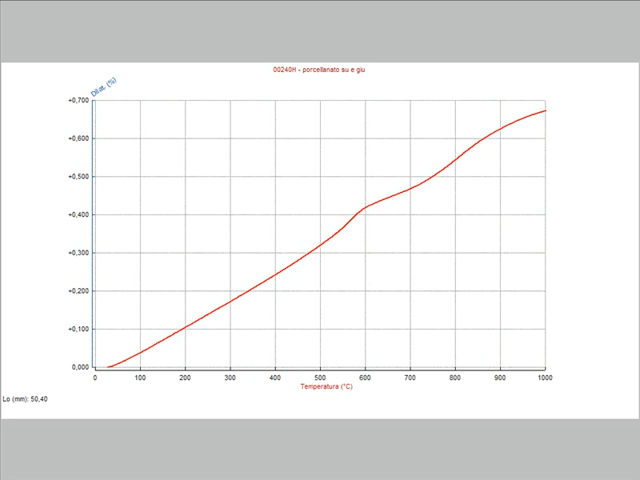 00240H - porcellanato su e giu
Dilat. (%)
+0,700
+0,600
+0,500
+0,400
+0,300
+0,200
+0,100
0,000
0 100 200 300 400 500 600 700 800 900 1000
Temperatura (°C)
Lo (mm): 50,40